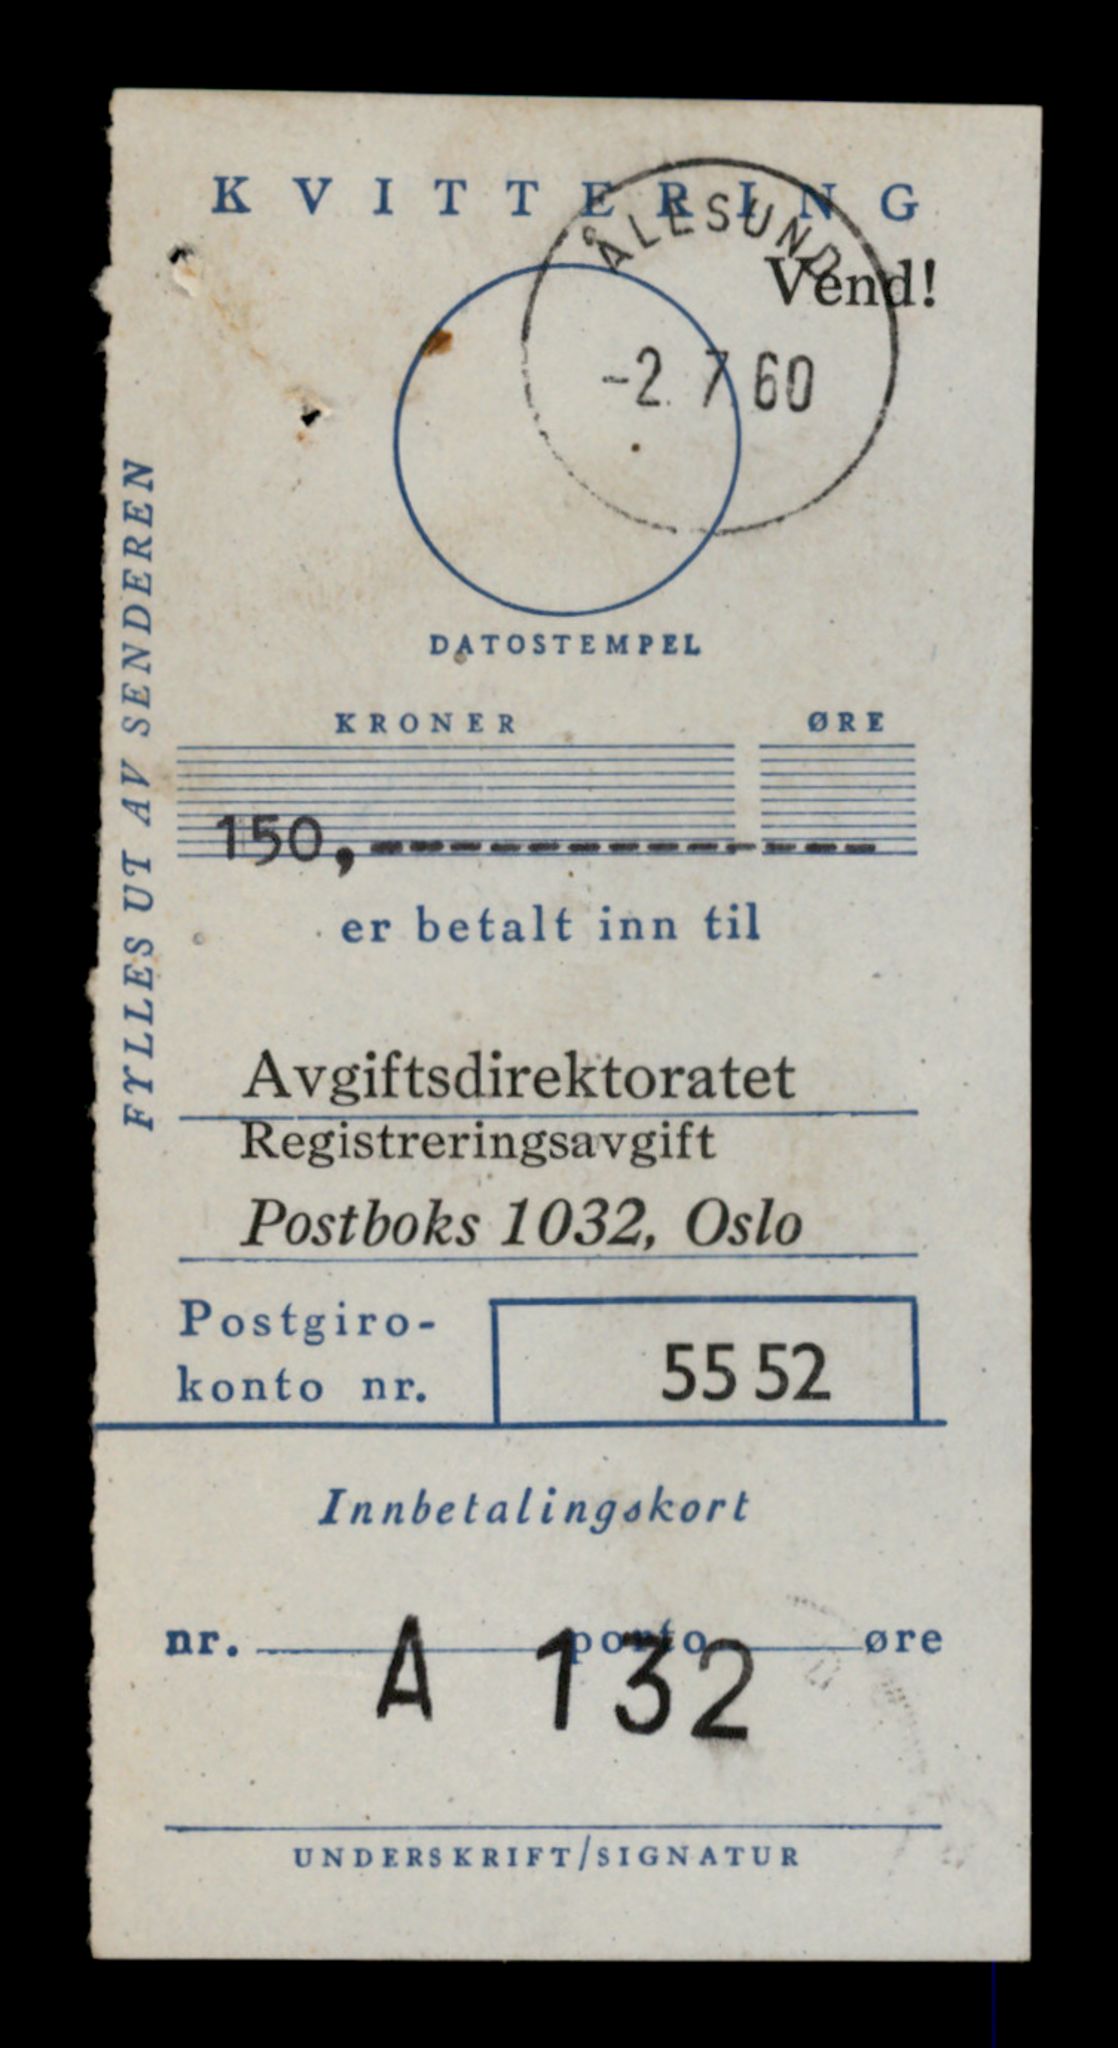 KVITTERING
ÅLESUND
Vend!
-2. 7 60
DATOSTEMPEL
FYLLES UT AV SENDEREN
KRONER ØRE
150,-------------
er betalt inn til
Avgiftsdirektoratet
Registreringsavgift
Postboks 1032, Oslo
Postgiro-
konto nr.
55 52
Innbetalingskort
nr. porto øre
A 132
UNDERSKRIFT/SIGNATUR